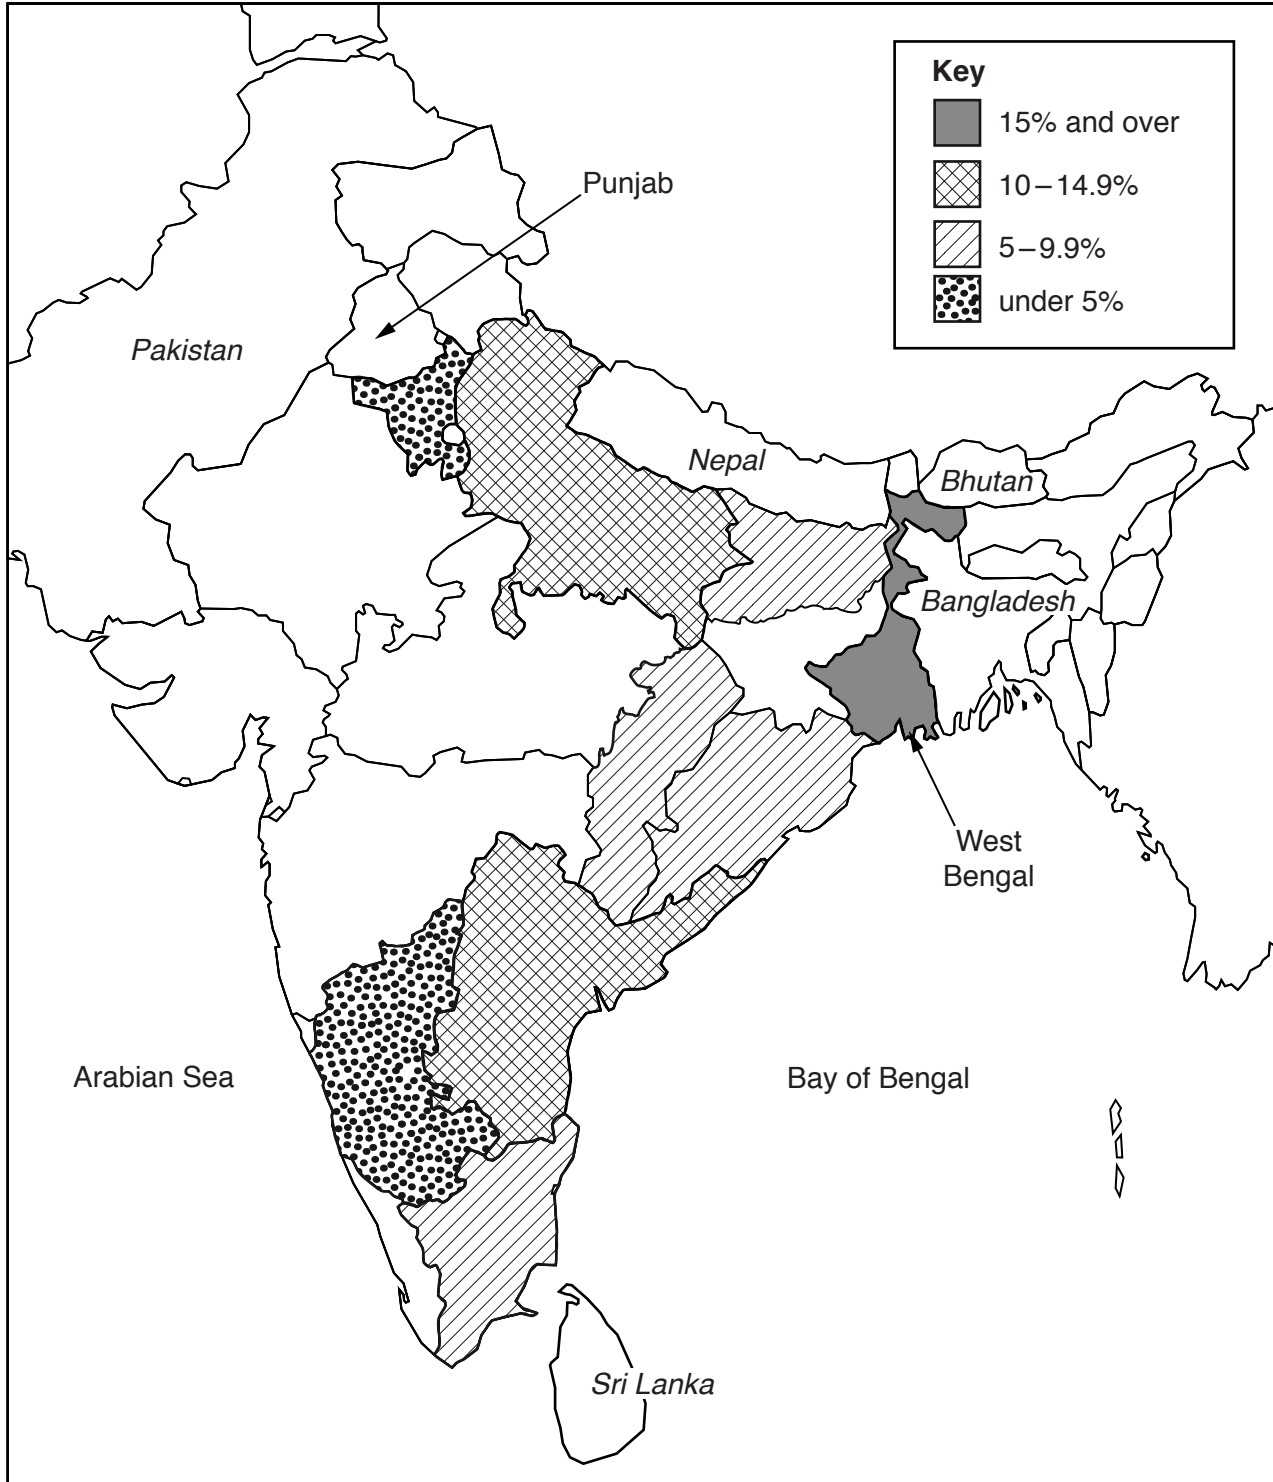 Key
15% and over
10–14.9%
5–9.9%
under 5%
Punjab
Pakistan
Nepal
Bhutan
Bangladesh
West
Bengal
Arabian Sea
Bay of Bengal
Sri Lanka